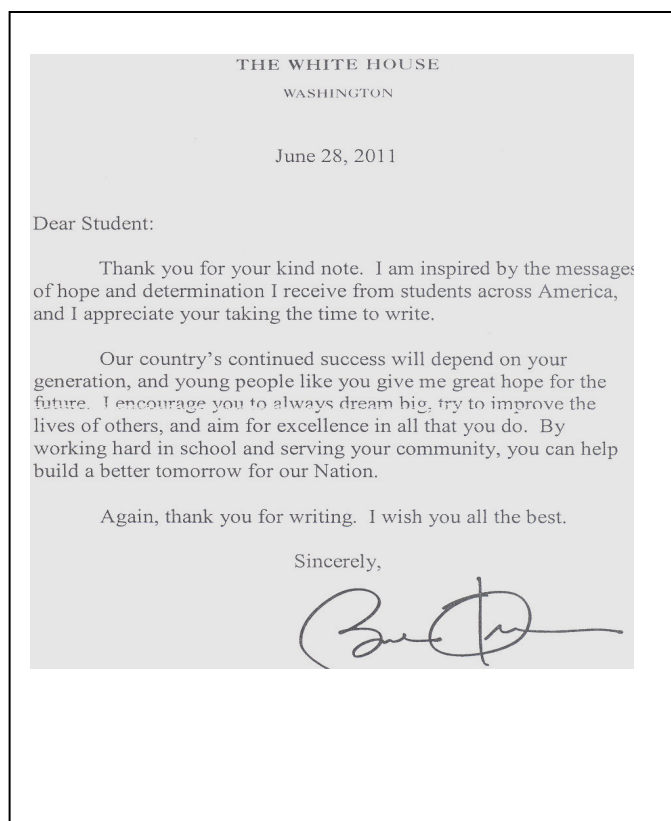 THE WHITE HOUSE
WASHINGTON
June 28, 2011
Dear Student:
Thank you for your kind note. I am inspired by the messages
of hope and determination I receive from students across America,
and I appreciate your taking the time to write.
Our country's continued success will depend on your
generation, and young people like you give me great hope for the
future. I encourage you to always dream big, try to improve the
lives of others, and aim for excellence in all that you do. By
working hard in school and serving your community, you can help
build a better tomorrow for our Nation.
Again, thank you for writing. I wish you all the best.
Sincerely,